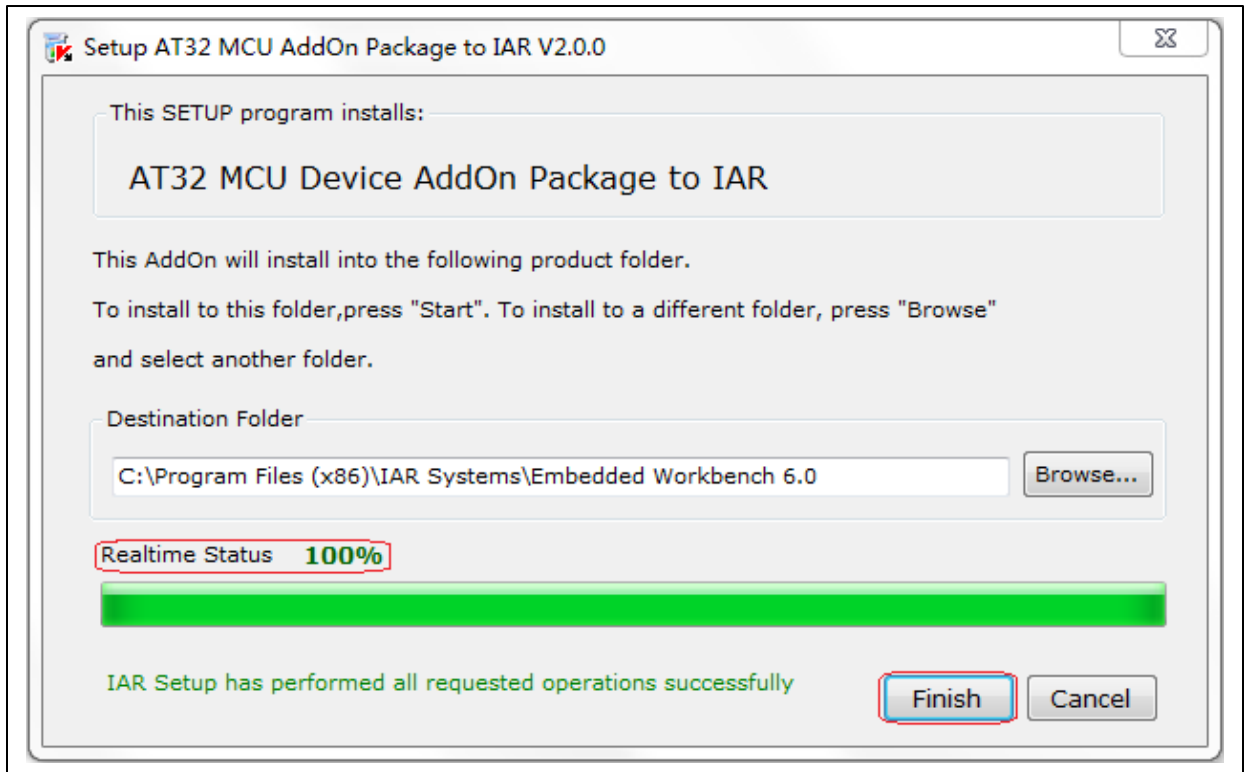 Setup AT32 MCU AddOn Package to IAR V2.0.0
This SETUP program installs:
AT32 MCU Device AddOn Package to IAR
This AddOn will install into the following product folder.
To install to this folder,press "Start". To install to a different folder, press "Browse"
and select another folder.
Destination Folder
C:\Program Files (x86)\IAR Systems\Embedded Workbench 6.0
Browse...
Realtime Status 100%
IAR Setup has performed all requested operations successfully
Finish
Cancel